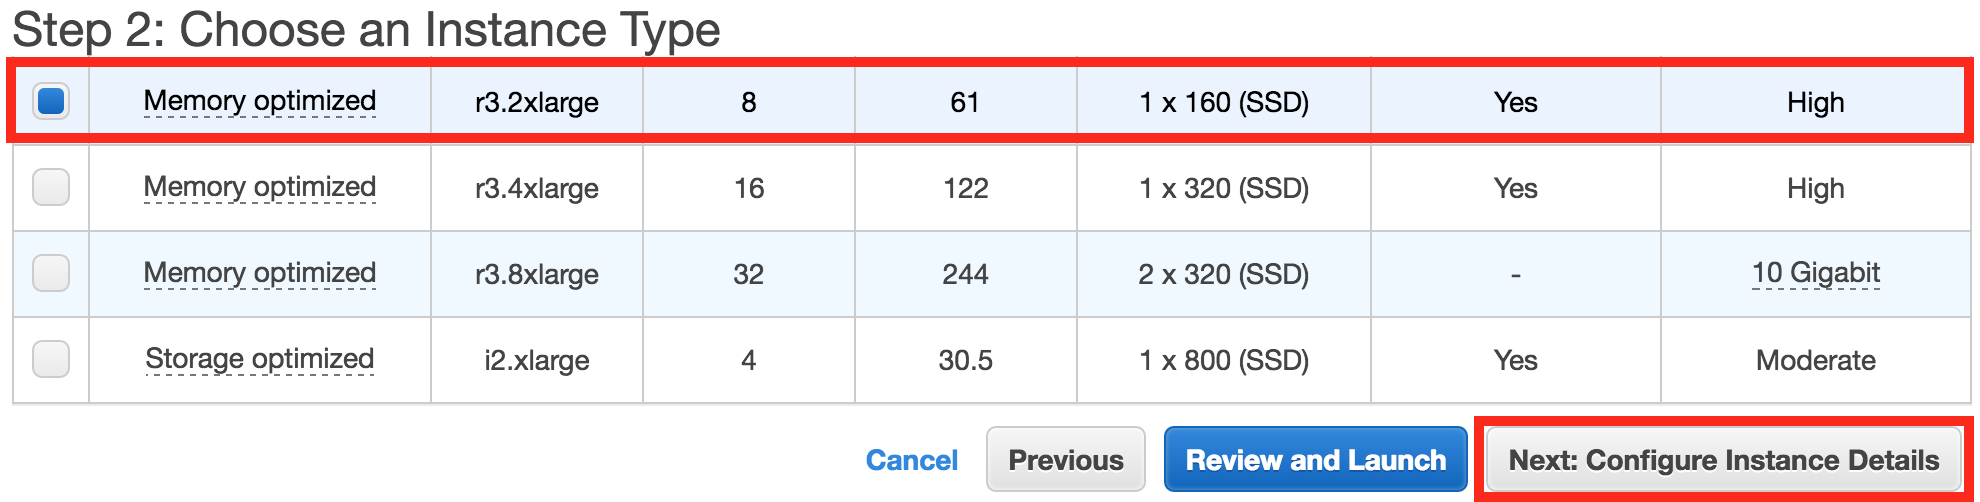 Step 2: Choose an Instance Type
Memory optimized r3.2xlarge 8 61 1 x 160 (SSD) Yes High
Memory optimized r3.4xlarge 16 122 1 x 320 (SSD) Yes High
Memory optimized r3.8xlarge 32 244 2 x 320 (SSD) - 10 Gigabit
Storage optimized i2.xlarge 4 30.5 1 x 800 (SSD) Yes Moderate
Cancel Previous Review and Launch Next: Configure Instance Details